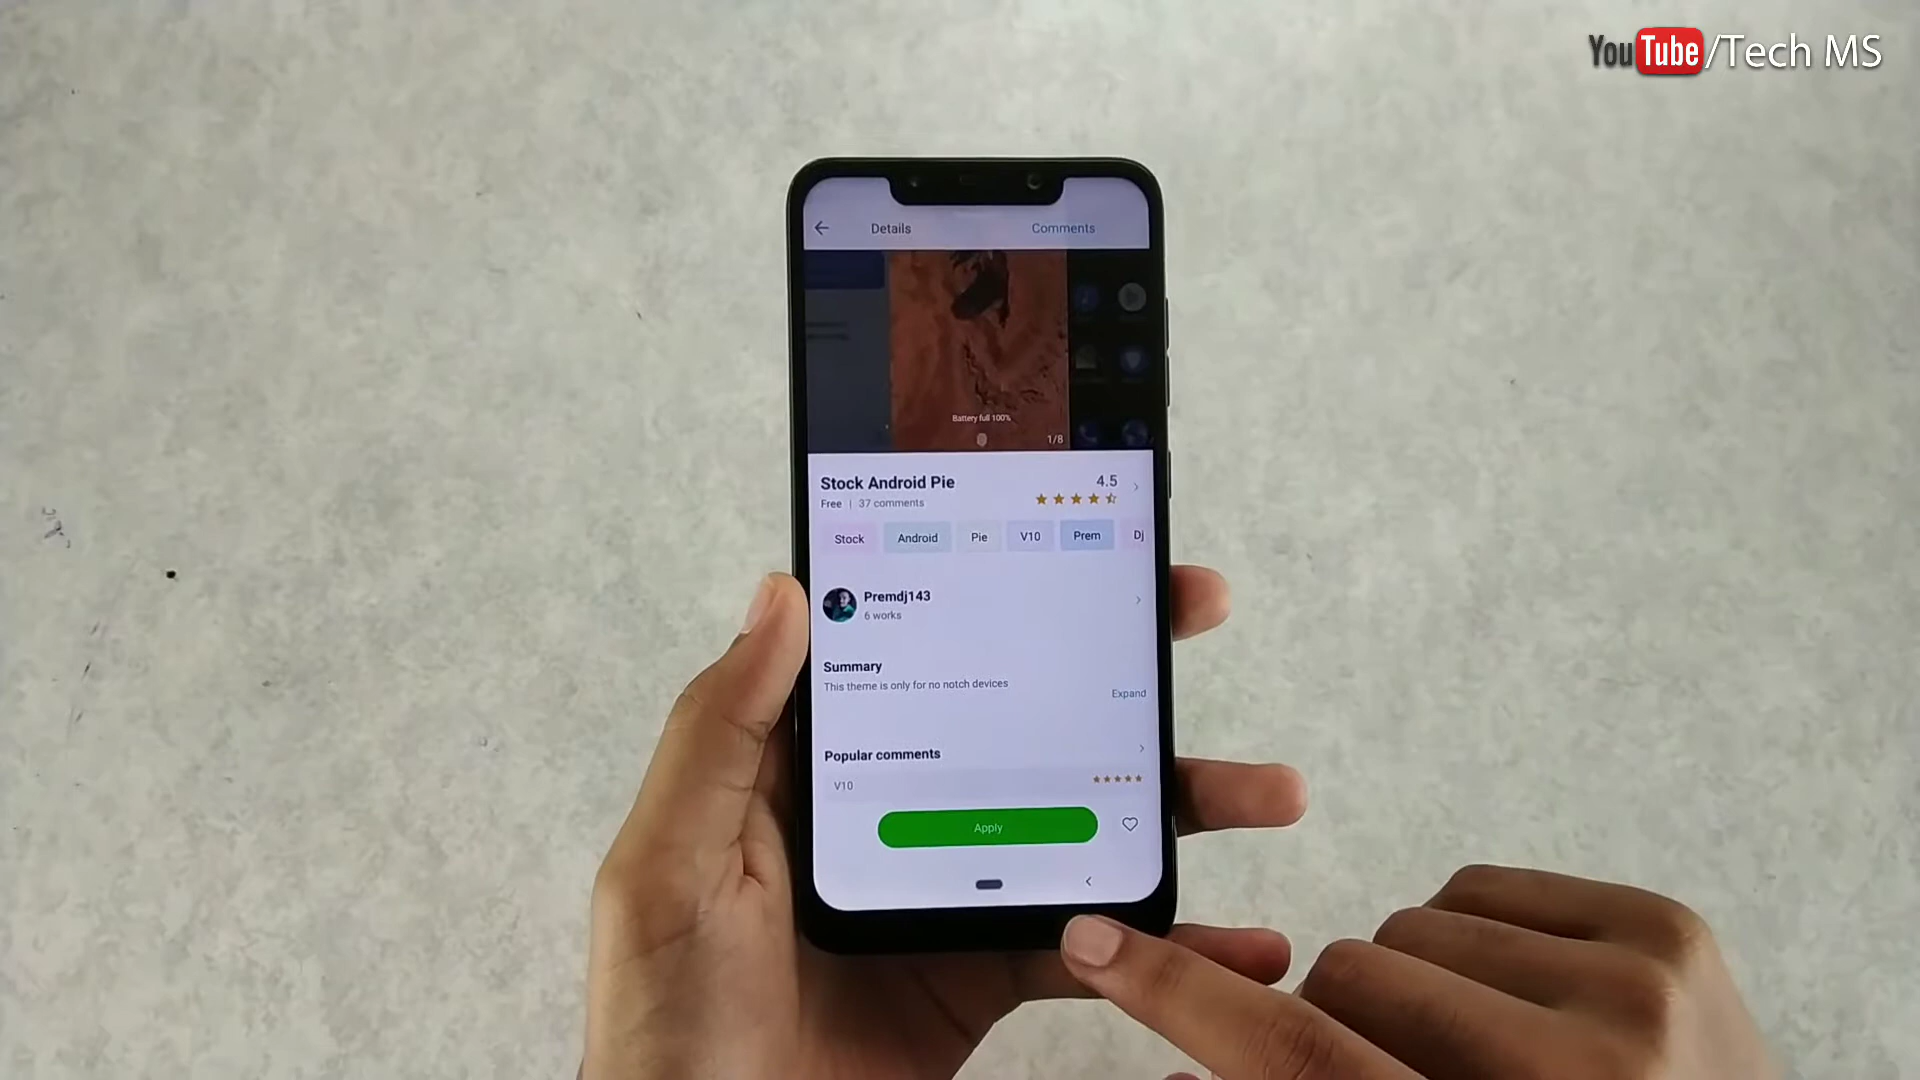 YouTube/Tech MS
Details
Comments
Battery full 100%
1/8
Stock Android Pie
4.5
Free | 37 comments
Stock
Android
Pie
V10
Prem
Dj
Premdj143
6 works
Summary
This theme is only for no notch devices
Expand
Popular comments
V10
Apply